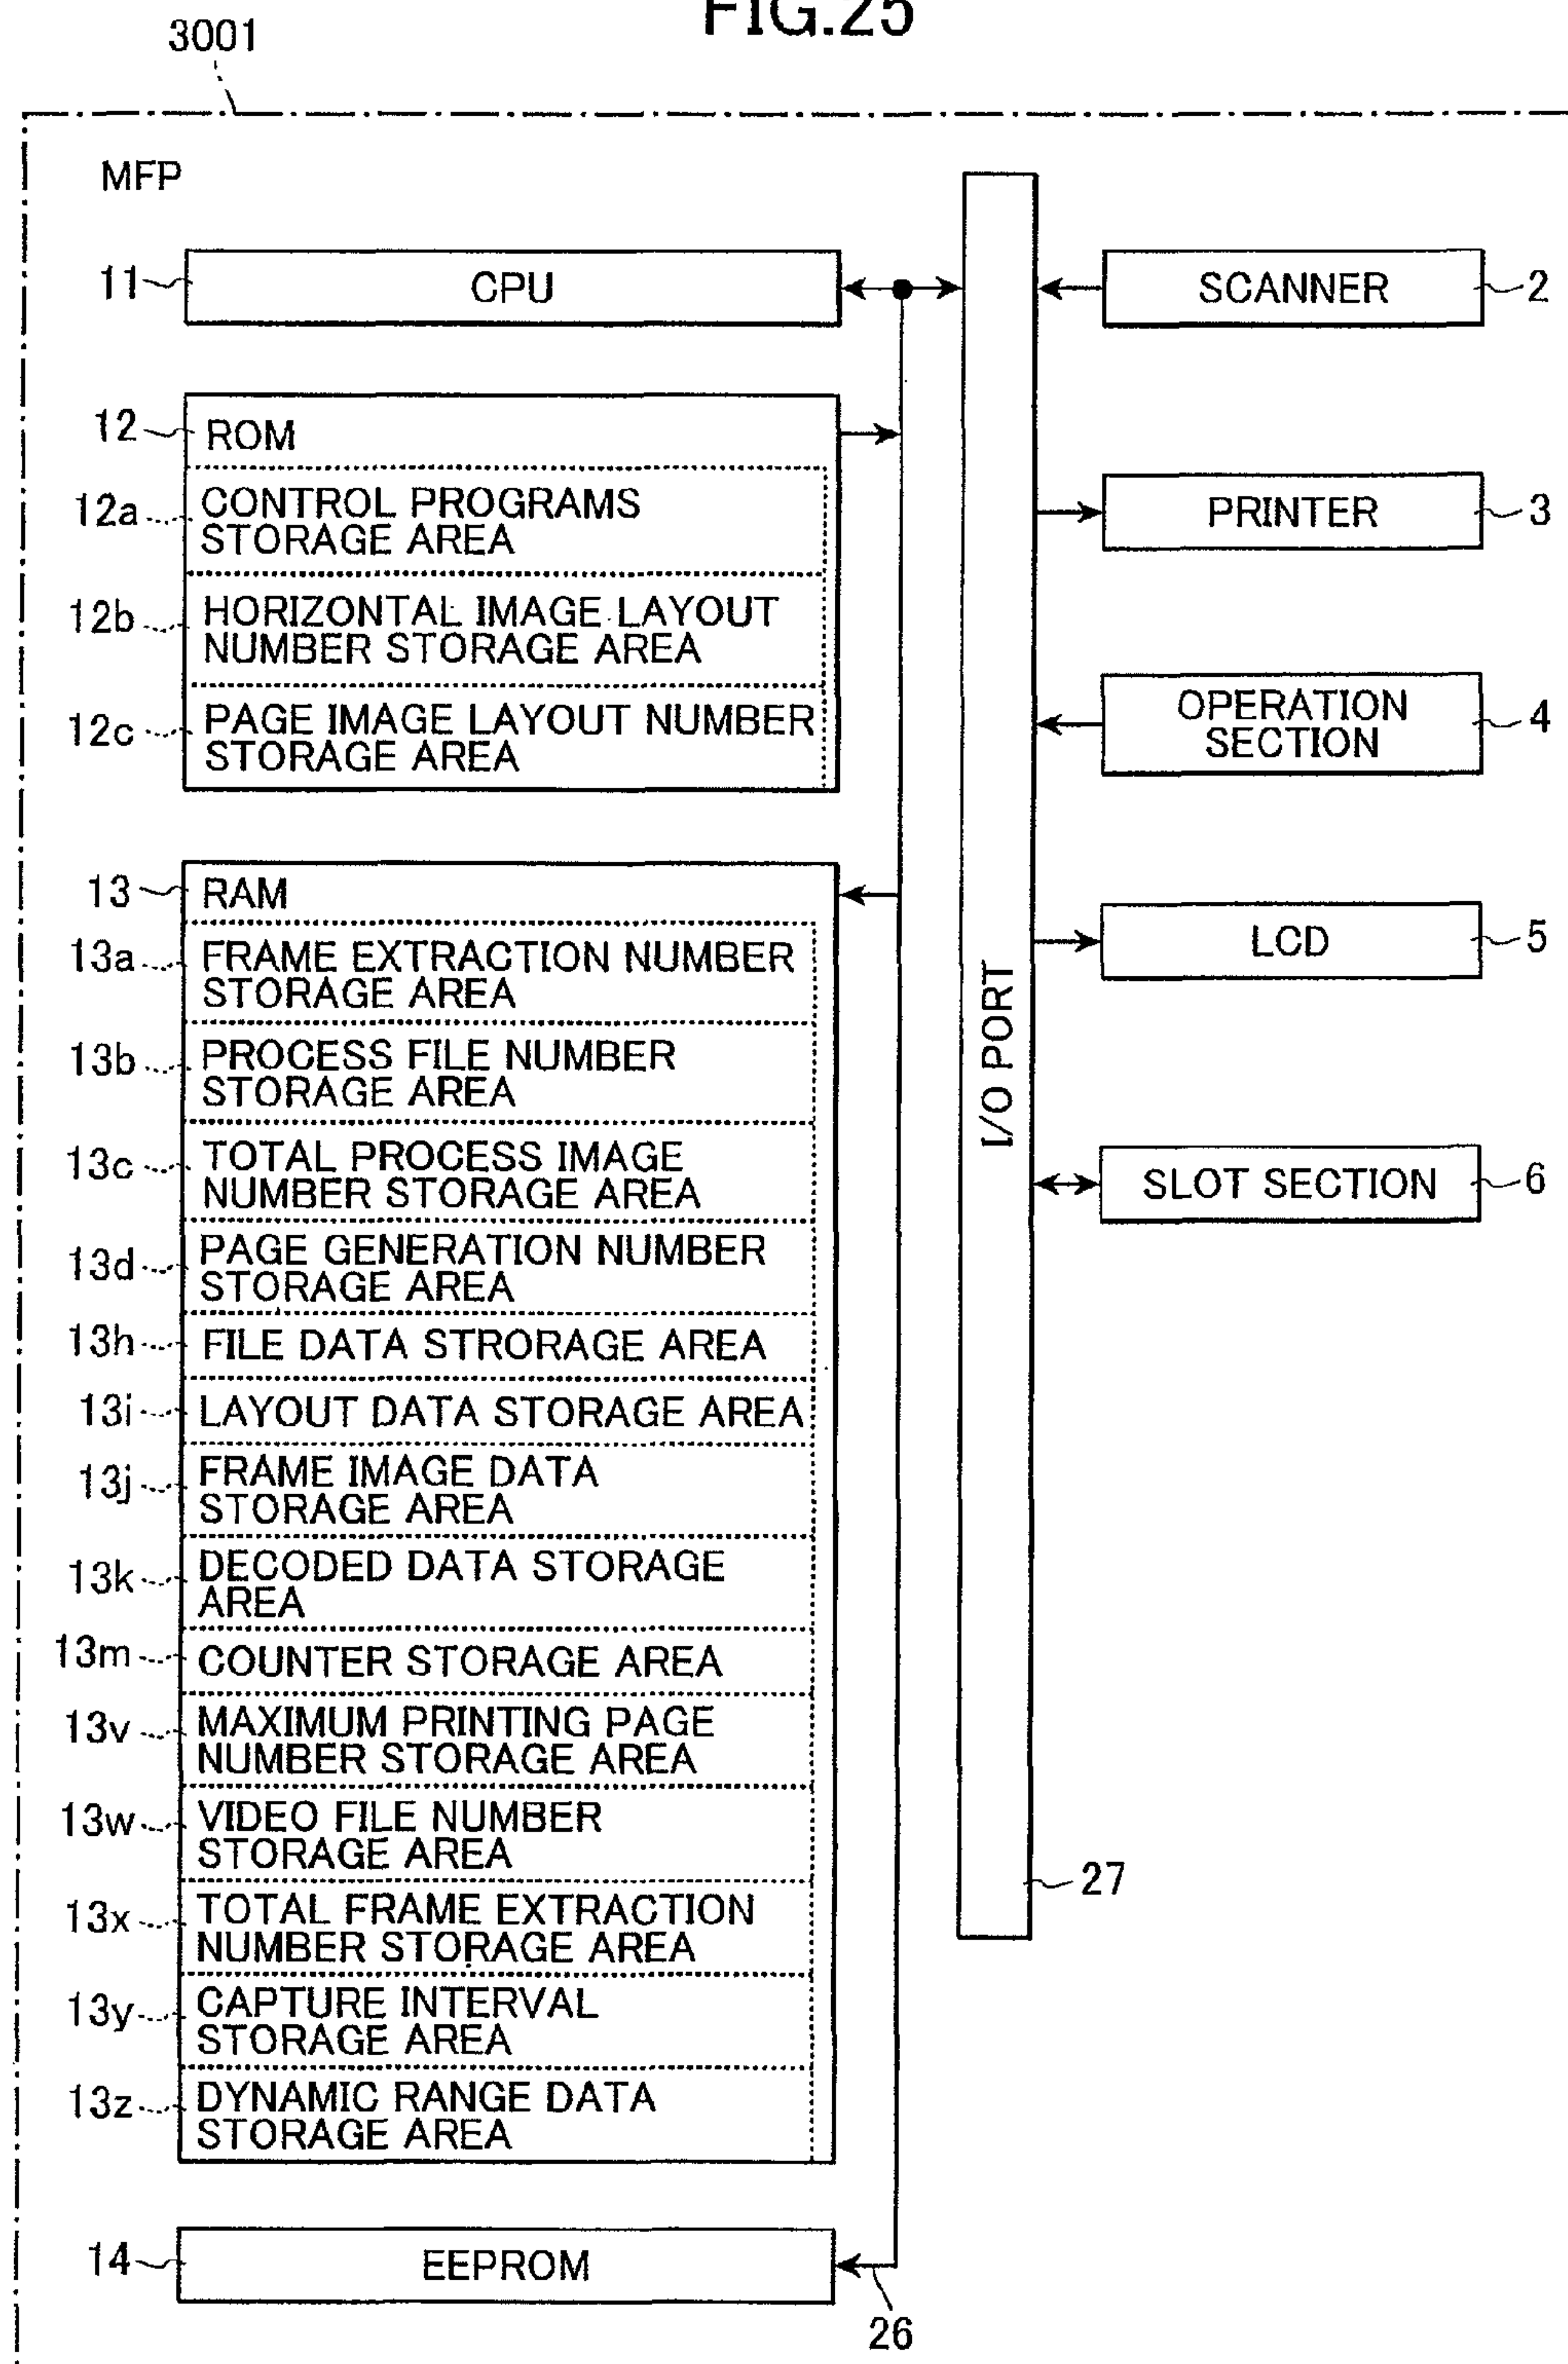 FIG.25
3001
MFP
11
CPU
12
ROM
12a
CONTROL PROGRAMS
STORAGE AREA
12b
HORIZONTAL IMAGE LAYOUT
NUMBER STORAGE AREA
12c
PAGE IMAGE LAYOUT NUMBER
STORAGE AREA
13
RAM
13a
FRAME EXTRACTION NUMBER
STORAGE AREA
13b
PROCESS FILE NUMBER
STORAGE AREA
13c
TOTAL PROCESS IMAGE
NUMBER STORAGE AREA
13d
PAGE GENERATION NUMBER
STORAGE AREA
13h
FILE DATA STRORAGE AREA
13i
LAYOUT DATA STORAGE AREA
13j
FRAME IMAGE DATA
STORAGE AREA
13k
DECODED DATA STORAGE
AREA
13m
COUNTER STORAGE AREA
13v
MAXIMUM PRINTING PAGE
NUMBER STORAGE AREA
13w
VIDEO FILE NUMBER
STORAGE AREA
13x
TOTAL FRAME EXTRACTION
NUMBER STORAGE AREA
13y
CAPTURE INTERVAL
STORAGE AREA
13z
DYNAMIC RANGE DATA
STORAGE AREA
14
EEPROM
26
I/O PORT
27
SCANNER
2
PRINTER
3
OPERATION
SECTION
4
LCD
5
SLOT SECTION
6